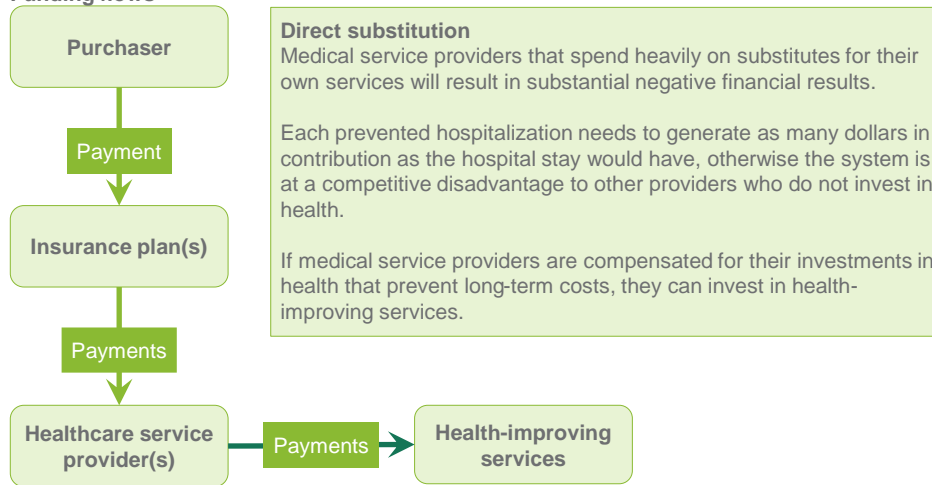 Purchaser
Payment
Insurance plan(s)
Payments
Healthcare service
provider(s)
Payments
Health-improving
services
Direct substitution
Medical service providers that spend heavily on substitutes for their
own services will result in substantial negative financial results.
Each prevented hospitalization needs to generate as many dollars in
contribution as the hospital stay would have, otherwise the system is
at a competitive disadvantage to other providers who do not invest in
health.
If medical service providers are compensated for their investments in
health that prevent long-term costs, they can invest in health-
improving services.